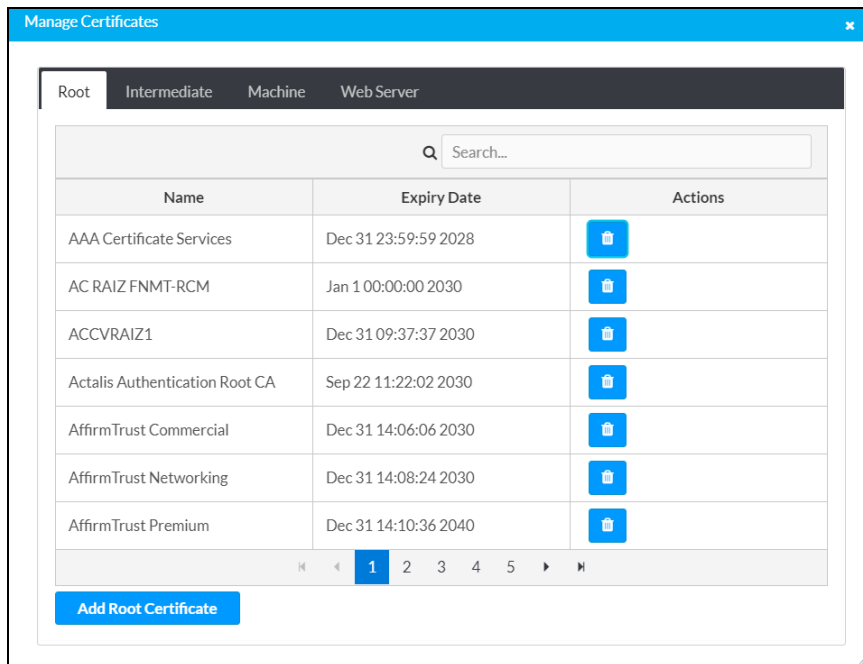 Manage Certificates
Root Intermediate Machine Web Server
Search...
Name Expiry Date Actions
AAA Certificate Services Dec 31 23:59:59 2028
AC RAIZ FNMT-RCM Jan 1 00:00:00 2030
ACCVRAIZ1 Dec 31 09:37:37 2030
Actalis Authentication Root CA Sep 22 11:22:02 2030
AffirmTrust Commercial Dec 31 14:06:06 2030
AffirmTrust Networking Dec 31 14:08:24 2030
AffirmTrust Premium Dec 31 14:10:36 2040
1 2 3 4 5
Add Root Certificate